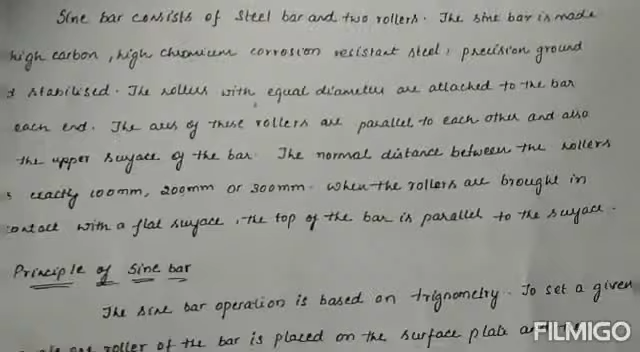 Sine bar consists of steel bar and two rollers. The sine bar is made
high carbon, high chromium corrosion resistant steel, precision ground
& stabilised. The rollers with equal diameter are attached to the bar
each end. The axes of these rollers are parallel to each other and also
the upper surface of the bar. The normal distance between the rollers
is exactly 100mm, 200mm or 300mm. When the rollers are brought in
contact with a flat surface, the top of the bar is parallel to the surface.
Principle of Sine bar
The sine bar operation is based on trignometry. To set a given
one roller of the bar is placed on the surface plate and
FILMIGO